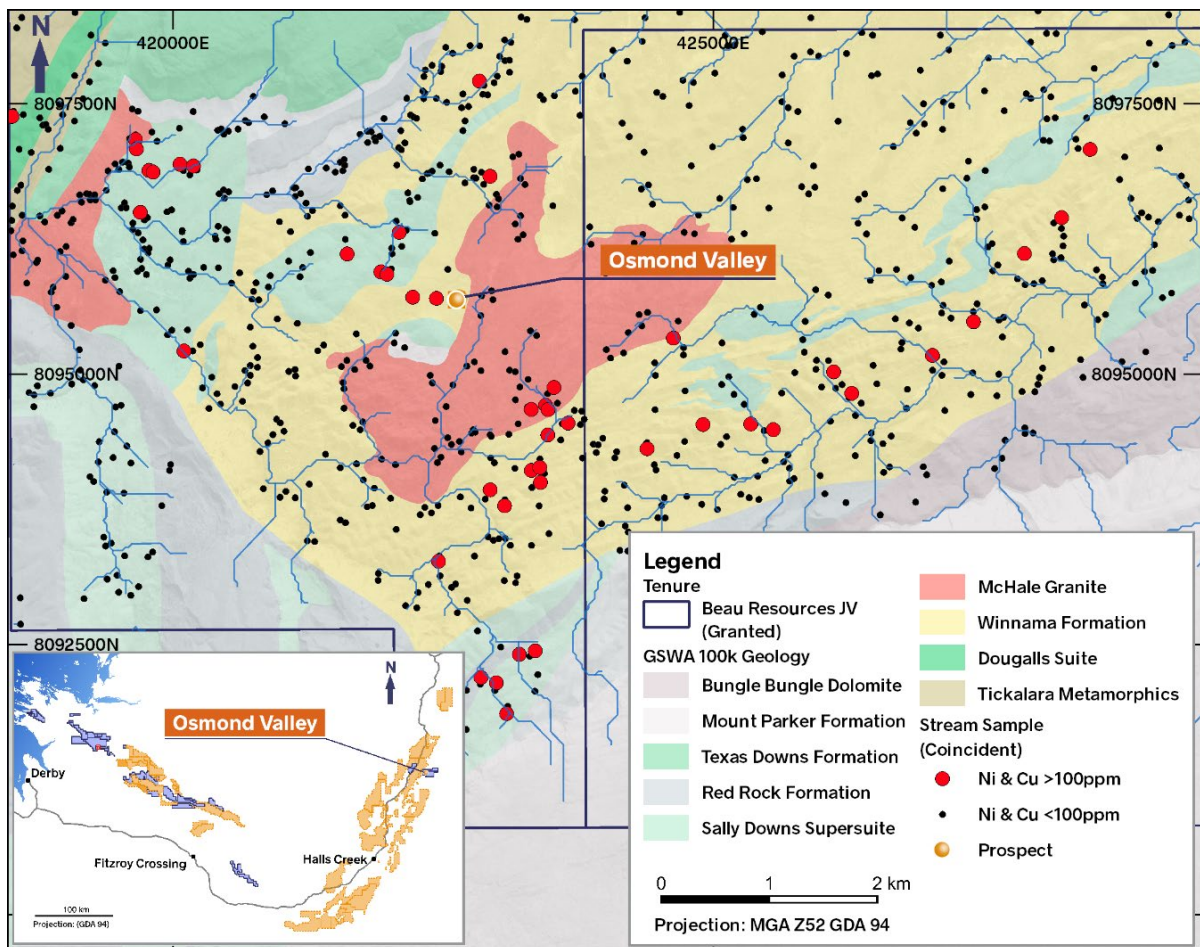 N
420000E
425000E
8097500N
8097500N
Osmond Valley
8095000N
8095000N
8092500N
Legend
Tenure
Beau Resources JV
(Granted)
GSWA 100k Geology
Bungle Bungle Dolomite
Mount Parker Formation
Texas Downs Formation
Red Rock Formation
Sally Downs Supersuite
McHale Granite
Winnama Formation
Dougalls Suite
Tickalara Metamorphics
Stream Sample
(Coincident)
Ni & Cu >100ppm
Ni & Cu <100ppm
Prospect
0 1 2 km
Projection: MGA Z52 GDA 94
N
Osmond Valley
Derby
Fitzroy Crossing
Halls Creek
100 km
Projection: (GDA 94)